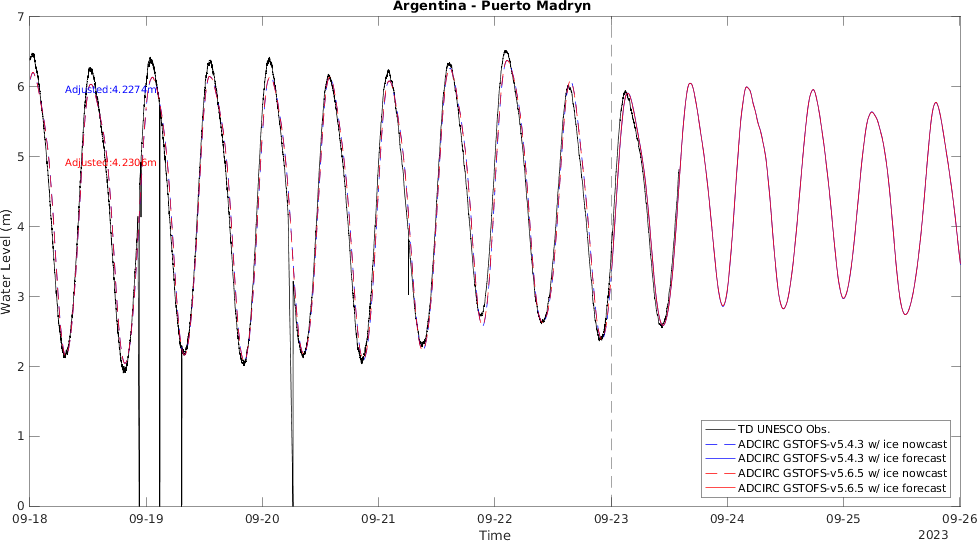 Argentina - Puerto Madryn
7
6
5
4
3
2
1
0
Water Level (m)
Adjusted:4.2274m
Adjusted:4.2306m
TD UNESCO Obs.
ADCIRC GSTOFS-v5.4.3 w/ ice nowcast
ADCIRC GSTOFS-v5.4.3 w/ ice forecast
ADCIRC GSTOFS-v5.6.5 w/ ice nowcast
ADCIRC GSTOFS-v5.6.5 w/ ice forecast
09-18 09-19 09-20 09-21 09-22 09-23 09-24 09-25 09-26
Time
2023